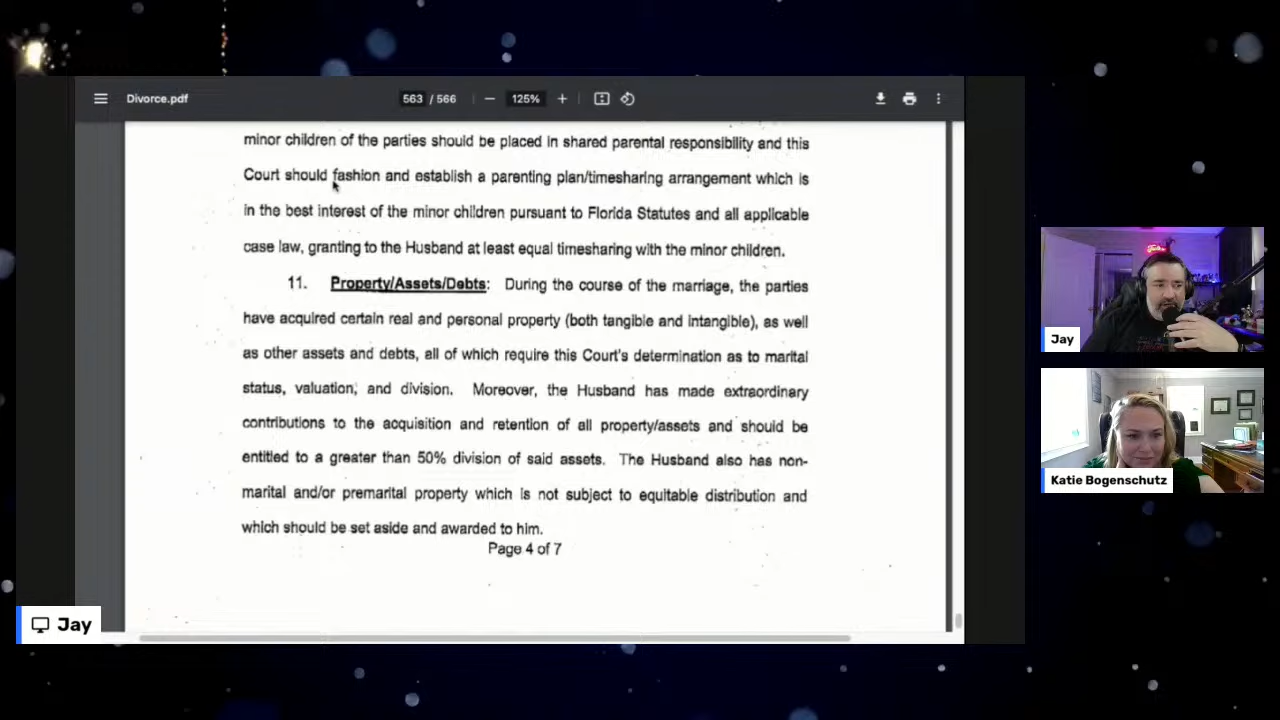 Divorce.pdf
563 / 566
125%
minor children of the parties should be placed in shared parental responsibility and this
Court should fashion and establish a parenting plan/timesharing arrangement which is
in the best interest of the minor children pursuant to Florida Statutes and all applicable
case law, granting to the Husband at least equal timesharing with the minor children.
11. Property/Assets/Debts: During the course of the marriage, the parties
have acquired certain real and personal property (both tangible and intangible), as well
as other assets and debts, all of which require this Court's determination as to marital
status, valuation, and division. Moreover, the Husband has made extraordinary
contributions to the acquisition and retention of all property/assets and should be
entitled to a greater than 50% division of said assets. The Husband also has non-
marital and/or premarital property which is not subject to equitable distribution and
which should be set aside and awarded to him.
Page 4 of 7
Jay
Katie Bogenschutz
Jay